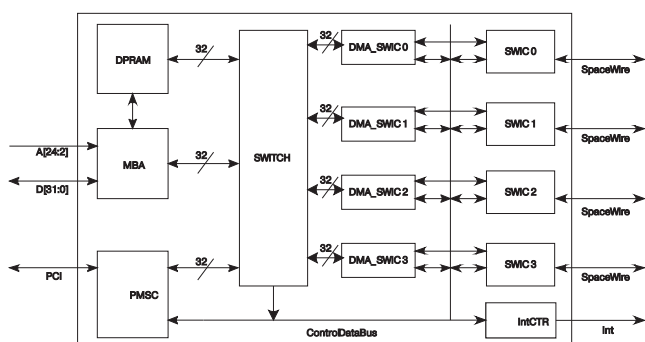 32
32
DMA_SWIC0
SWIC0
DPRAM
SpaceWire
32
A[24:2]
MBA
32
SWITCH
DMA_SWIC1
SWIC1
SpaceWire
D[31:0]
32
DMA_SWIC2
SWIC2
SpaceWire
32
32
DMA_SWIC3
SWIC3
PCI
PMSC
SpaceWire
ControlDataBus
IntCTR
Int